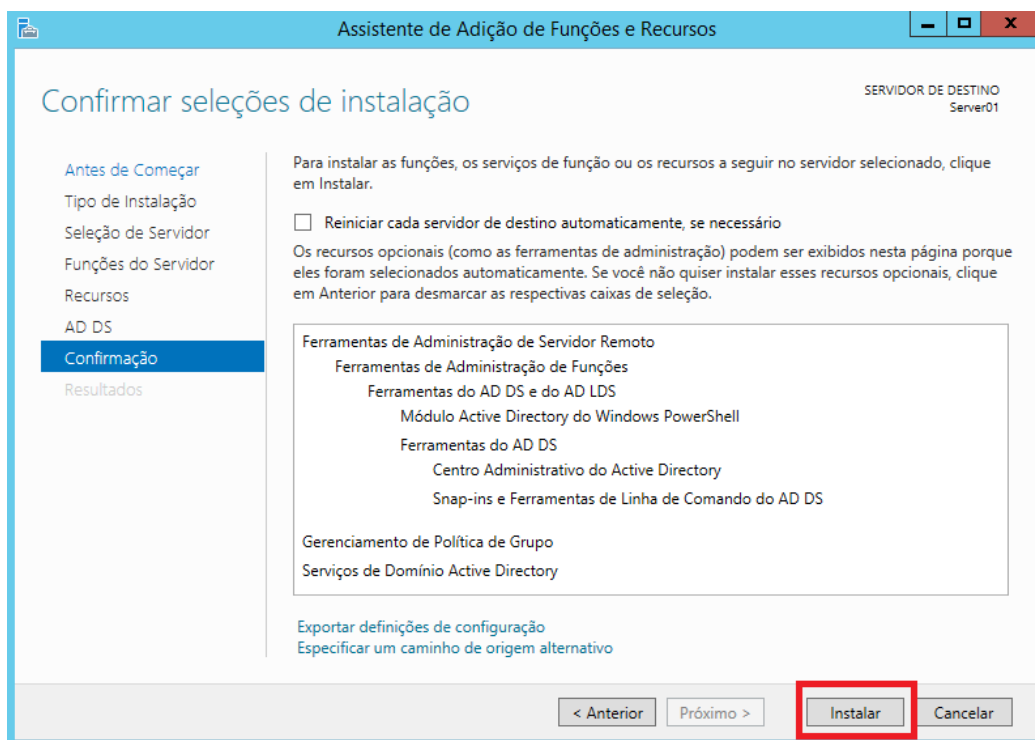 Assistente de Adição de Funções e Recursos
Confirmar seleções de instalação
SERVIDOR DE DESTINO
Server01
Antes de Começar
Tipo de Instalação
Seleção de Servidor
Funções do Servidor
Recursos
AD DS
Confirmação
Resultados
Para instalar as funções, os serviços de função ou os recursos a seguir no servidor selecionado, clique
em Instalar.
Reiniciar cada servidor de destino automaticamente, se necessário
Os recursos opcionais (como as ferramentas de administração) podem ser exibidos nesta página porque
eles foram selecionados automaticamente. Se você não quiser instalar esses recursos opcionais, clique
em Anterior para desmarcar as respectivas caixas de seleção.
Ferramentas de Administração de Servidor Remoto
Ferramentas de Administração de Funções
Ferramentas do AD DS e do AD LDS
Módulo Active Directory do Windows PowerShell
Ferramentas do AD DS
Centro Administrativo do Active Directory
Snap-ins e Ferramentas de Linha de Comando do AD DS
Gerenciamento de Política de Grupo
Serviços de Domínio Active Directory
Exportar definições de configuração
Especificar um caminho de origem alternativo
< Anterior
Próximo >
Instalar
Cancelar